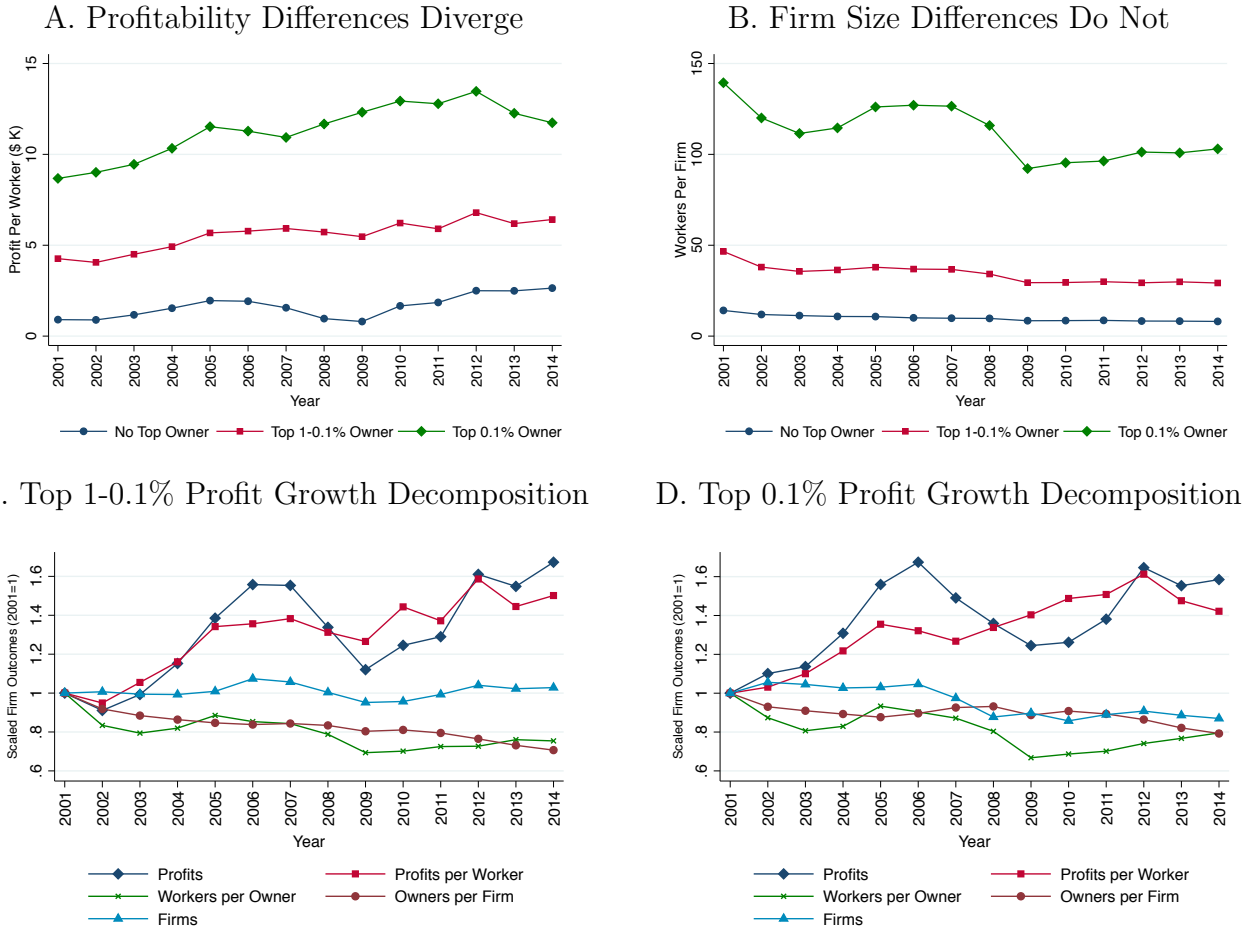 A. Profitability Differences Diverge
Profit Per Worker ($ K)
15
10
5
0
2001 2002 2003 2004 2005 2006 2007 2008 2009 2010 2011 2012 2013 2014
Year
No Top Owner Top 1-0.1% Owner Top 0.1% Owner
B. Firm Size Differences Do Not
Workers Per Firm
150
100
50
0
2001 2002 2003 2004 2005 2006 2007 2008 2009 2010 2011 2012 2013 2014
Year
No Top Owner Top 1-0.1% Owner Top 0.1% Owner
. Top 1-0.1% Profit Growth Decomposition
Scaled Firm Outcomes (2001=1)
1.6
1.4
1.2
1
.8
.6
2001 2002 2003 2004 2005 2006 2007 2008 2009 2010 2011 2012 2013 2014
Year
Profits Profits per Worker
Workers per Owner Owners per Firm
Firms
D. Top 0.1% Profit Growth Decomposition
Scaled Firm Outcomes (2001=1)
1.6
1.4
1.2
1
.8
.6
2001 2002 2003 2004 2005 2006 2007 2008 2009 2010 2011 2012 2013 2014
Year
Profits Profits per Worker
Workers per Owner Owners per Firm
Firms